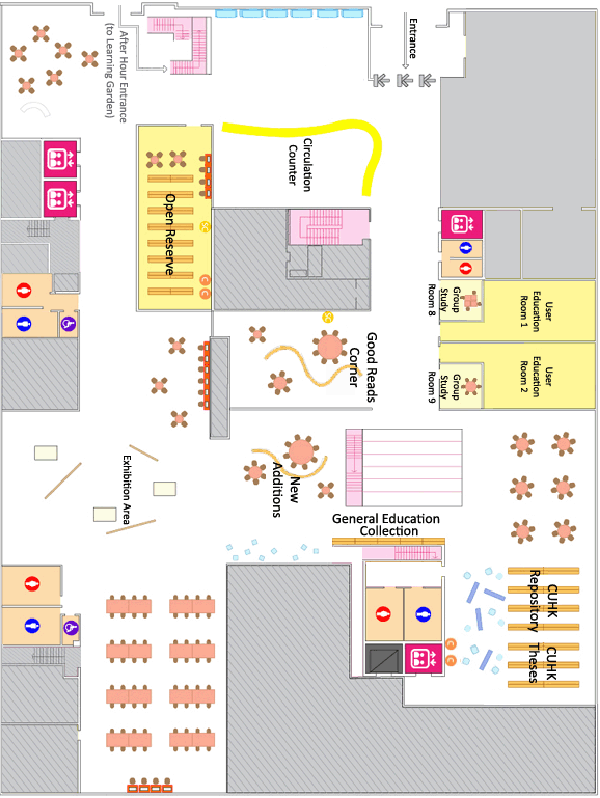 After Hour Entrance
(to Learning Garden)
Entrance
Circulation
Counter
Open Reserve
SC
C C
Group
Study
Room 8
User
Education
Room 1
User
Education
Room 2
Group
Study
Room 9
SC
Good Reads
Corner
New
Additions
Exhibition Area
General Education
Collection
CUHK
Repository
CUHK
Theses
C
C